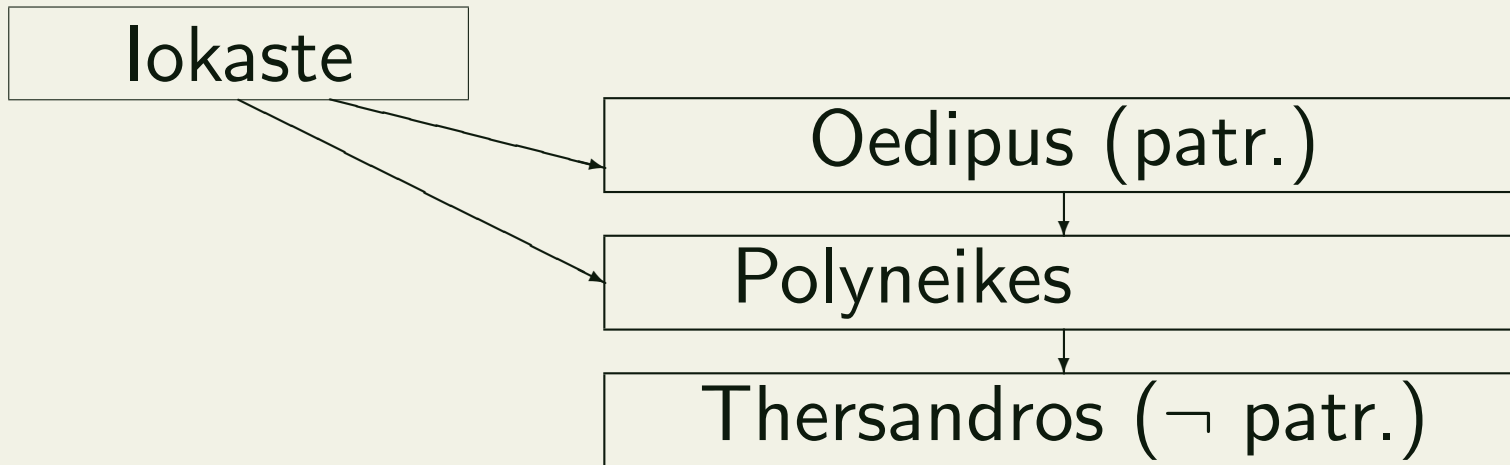 Iokaste
Oedipus (patr.)
Polyneikes
Thersandros (¬ patr.)